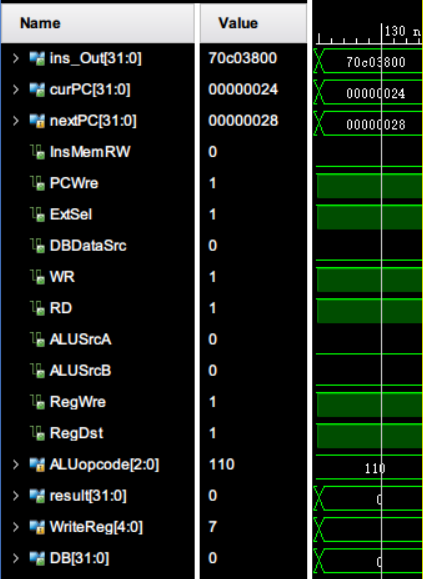 Name Value 130 n
ins_Out[31:0] 70c03800 70c03800
curPC[31:0] 00000024 00000024
nextPC[31:0] 00000028 00000028
InsMemRW 0
PCWre 1
ExtSel 1
DBDataSrc 0
WR 1
RD 1
ALUSrcA 0
ALUSrcB 0
RegWre 1
RegDst 1
ALUopcode[2:0] 110 110
result[31:0] 0 0
WriteReg[4:0] 7
DB[31:0] 0 0